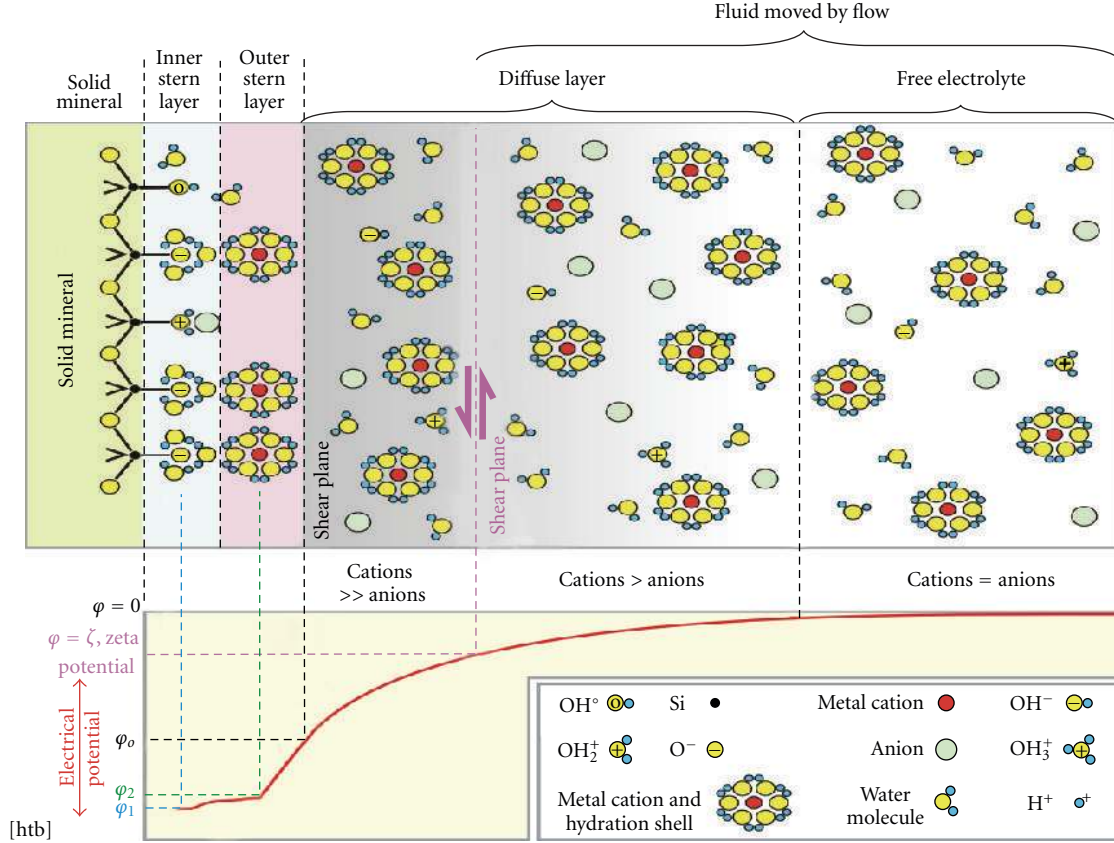 Fluid moved by flow
Diffuse layer
Free electrolyte
Solid
mineral
Inner
stern
layer
Outer
stern
layer
Solid mineral
o
−
+
−
−
−
+
−
+
−
+
Shear plane
Shear plane
Cations
>> anions
Cations > anions
Cations = anions
φ = 0
φ = ζ, zeta
potential
Electrical
potential
φo
φ2
φ1
[htb]
OH° o
Si
Metal cation
OH⁻ −
OH₂⁺ +
O⁻ −
Anion
OH₃⁺ +
Metal cation and
hydration shell
Water
molecule
H⁺ +